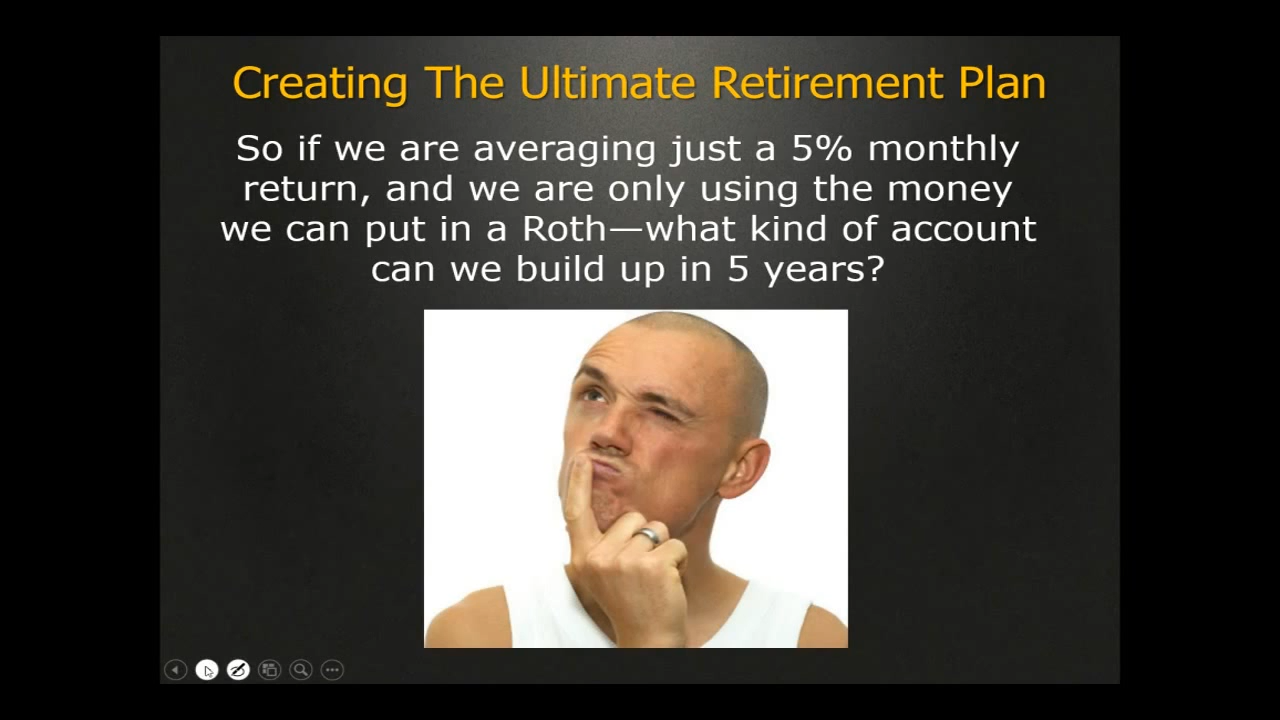 Creating The Ultimate Retirement Plan
So if we are averaging just a 5% monthly
return, and we are only using the money
we can put in a Roth—what kind of account
can we build up in 5 years?